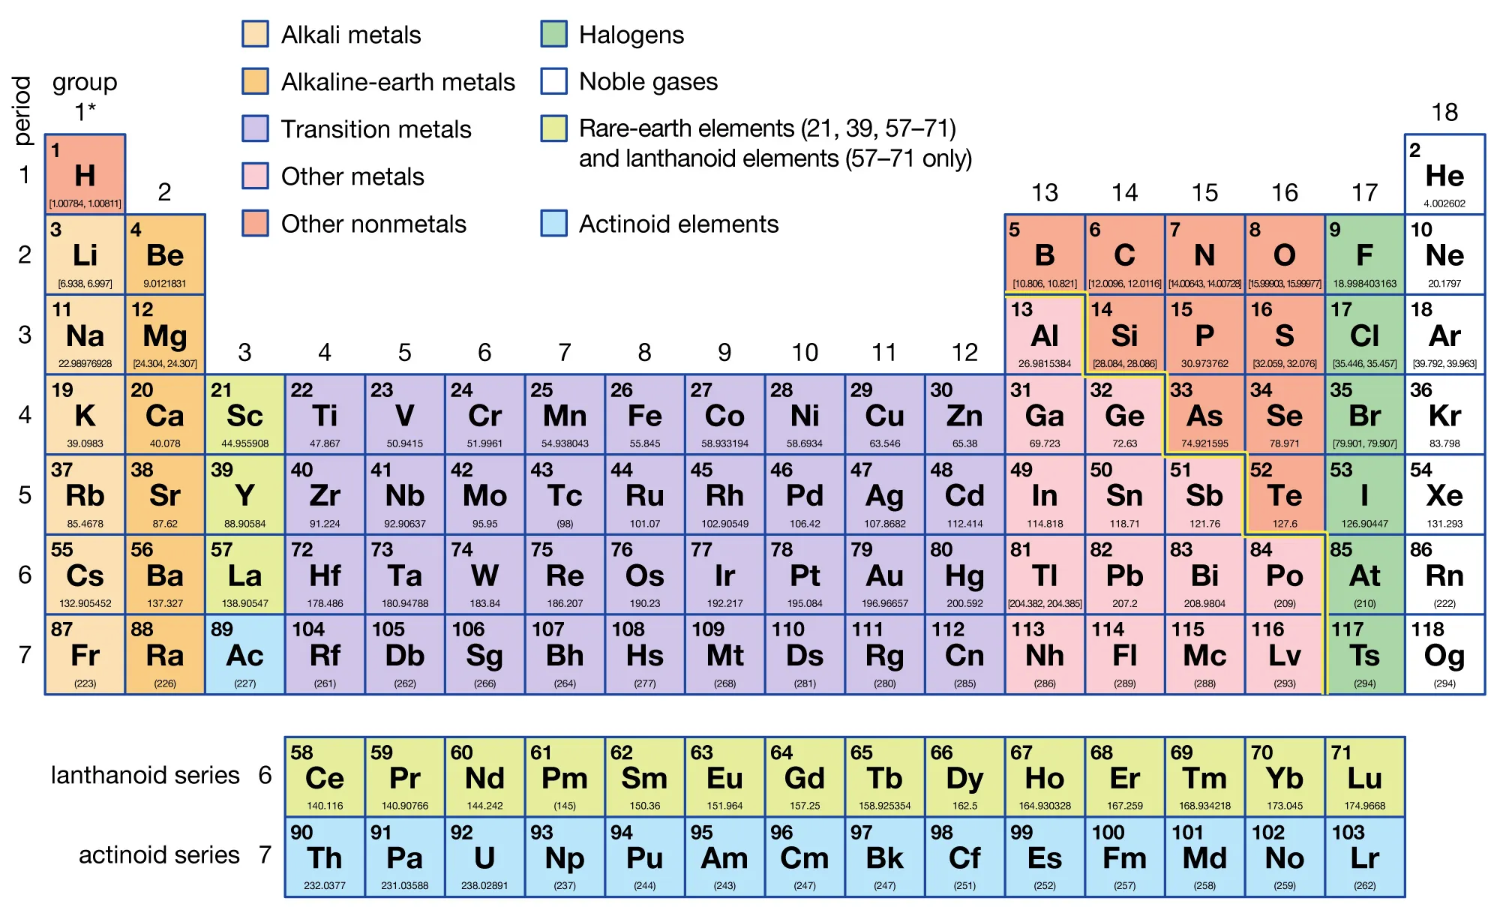 Alkali metals
Halogens
Alkaline-earth metals
Noble gases
Transition metals
Rare-earth elements (21, 39, 57–71)
and lanthanoid elements (57–71 only)
Other metals
Other nonmetals
Actinoid elements
period
group
1*
2
3
4
5
6
7
8
9
10
11
12
13
14
15
16
17
18
1
1 H [1.00784, 1.00811]
2 He 4.002602
2
3 Li [6.938, 6.997]
4 Be 9.0121831
5 B [10.806, 10.821]
6 C [12.0096, 12.0116]
7 N [14.00643, 14.00728]
8 O [15.99903, 15.99977]
9 F 18.998403163
10 Ne 20.1797
3
11 Na 22.98976928
12 Mg [24.304, 24.307]
13 Al 26.9815384
14 Si [28.084, 28.086]
15 P 30.973762
16 S [32.059, 32.076]
17 Cl [35.446, 35.457]
18 Ar [39.792, 39.963]
4
19 K 39.0983
20 Ca 40.078
21 Sc 44.955908
22 Ti 47.867
23 V 50.9415
24 Cr 51.9961
25 Mn 54.938043
26 Fe 55.845
27 Co 58.933194
28 Ni 58.6934
29 Cu 63.546
30 Zn 65.38
31 Ga 69.723
32 Ge 72.63
33 As 74.921595
34 Se 78.971
35 Br [79.901, 79.907]
36 Kr 83.798
5
37 Rb 85.4678
38 Sr 87.62
39 Y 88.90584
40 Zr 91.224
41 Nb 92.90637
42 Mo 95.95
43 Tc (98)
44 Ru 101.07
45 Rh 102.90549
46 Pd 106.42
47 Ag 107.8682
48 Cd 112.414
49 In 114.818
50 Sn 118.71
51 Sb 121.76
52 Te 127.6
53 I 126.90447
54 Xe 131.293
6
55 Cs 132.905452
56 Ba 137.327
57 La 138.90547
72 Hf 178.486
73 Ta 180.94788
74 W 183.84
75 Re 186.207
76 Os 190.23
77 Ir 192.217
78 Pt 195.084
79 Au 196.96657
80 Hg 200.592
81 Tl [204.382, 204.385]
82 Pb 207.2
83 Bi 208.9804
84 Po (209)
85 At (210)
86 Rn (222)
7
87 Fr (223)
88 Ra (226)
89 Ac (227)
104 Rf (261)
105 Db (262)
106 Sg (266)
107 Bh (264)
108 Hs (277)
109 Mt (268)
110 Ds (281)
111 Rg (280)
112 Cn (285)
113 Nh (286)
114 Fl (289)
115 Mc (288)
116 Lv (293)
117 Ts (294)
118 Og (294)
lanthanoid series 6
58 Ce 140.116
59 Pr 140.90766
60 Nd 144.242
61 Pm (145)
62 Sm 150.36
63 Eu 151.964
64 Gd 157.25
65 Tb 158.925354
66 Dy 162.5
67 Ho 164.930328
68 Er 167.259
69 Tm 168.934218
70 Yb 173.045
71 Lu 174.9668
actinoid series 7
90 Th 232.0377
91 Pa 231.03588
92 U 238.02891
93 Np (237)
94 Pu (244)
95 Am (243)
96 Cm (247)
97 Bk (247)
98 Cf (251)
99 Es (252)
100 Fm (257)
101 Md (258)
102 No (259)
103 Lr (262)